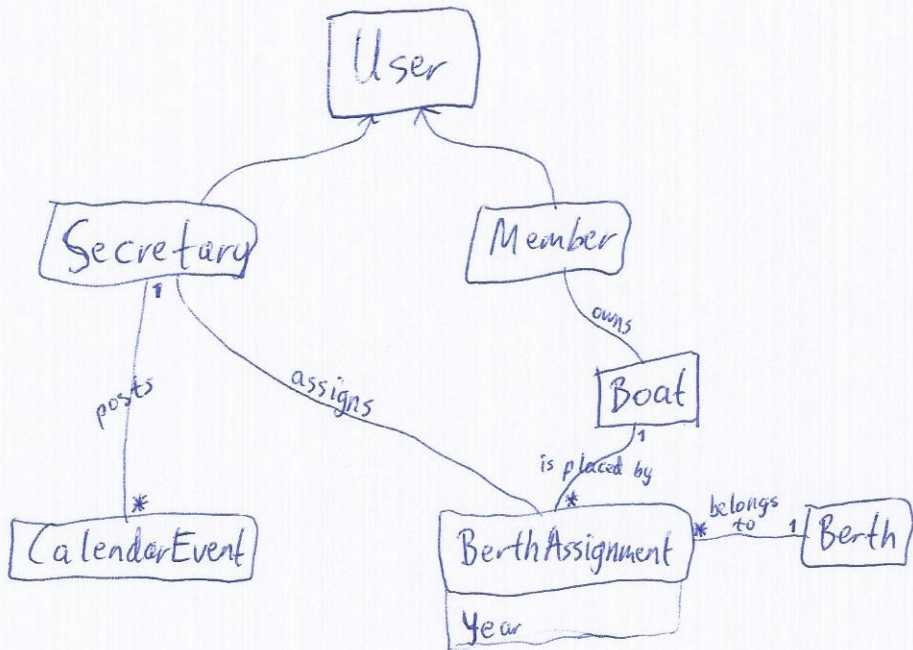 User
Secretary
Member
1
owns
posts
assigns
Boat
1
is placed by
*
*
belongs
to
*
1
CalendarEvent
BerthAssignment
Berth
Year